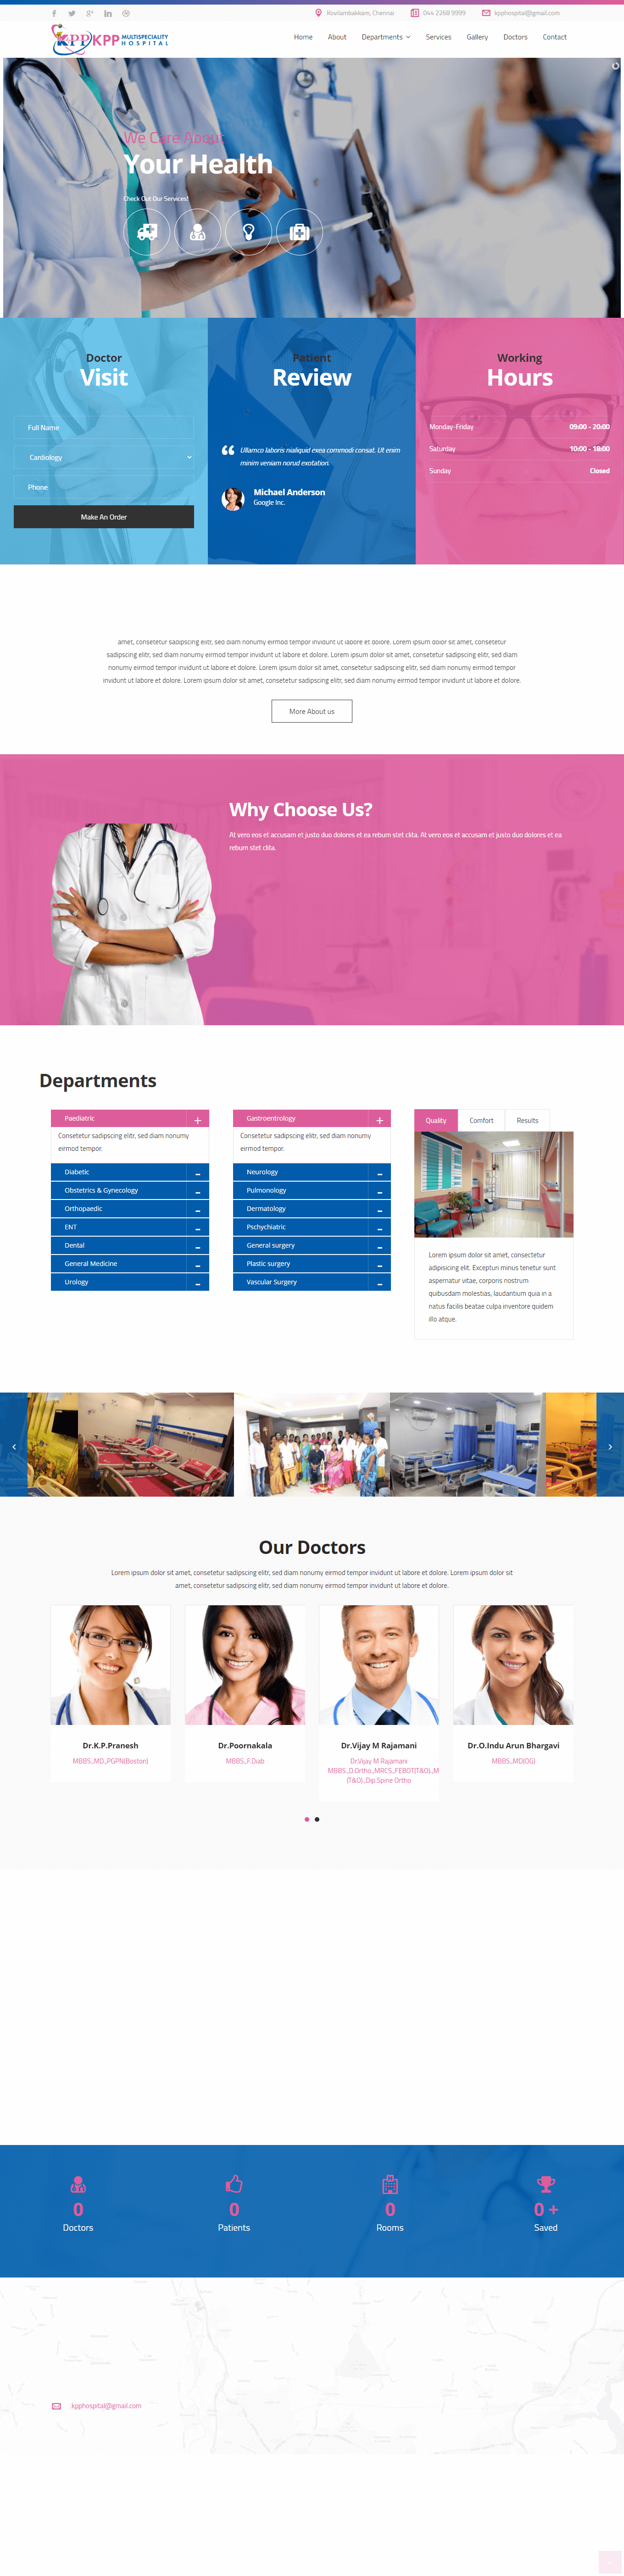 Kovilambakkam, Chennai
044 2268 9999
kpphospital@gmail.com
KPP KPP MULTISPECIALITY
HOSPITAL
Home About Departments Services Gallery Doctors Contact
We Care About
Your Health
Check Out Our Services!
Doctor
Visit
Full Name
Cardiology
Phone
Make An Order
Patient
Review
Ullamco laboris nialiquid exea commodi consat. Ut enim
minim veniam norud exotation.
Michael Anderson
Google Inc.
Working
Hours
Monday-Friday 09:00 - 20:00
Saturday 10:00 - 18:00
Sunday Closed
amet, consetetur sadipscing elitr, sed diam nonumy eirmod tempor invidunt ut labore et dolore. Lorem ipsum dolor sit amet, consetetur
sadipscing elitr, sed diam nonumy eirmod tempor invidunt ut labore et dolore. Lorem ipsum dolor sit amet, consetetur sadipscing elitr, sed diam
nonumy eirmod tempor invidunt ut labore et dolore. Lorem ipsum dolor sit amet, consetetur sadipscing elitr, sed diam nonumy eirmod tempor
invidunt ut labore et dolore. Lorem ipsum dolor sit amet, consetetur sadipscing elitr, sed diam nonumy eirmod tempor invidunt ut labore et dolore.
More About us
Why Choose Us?
At vero eos et accusam et justo duo dolores et ea rebum stet clita. At vero eos et accusam et justo duo dolores et ea
rebum stet clita.
Departments
Paediatric
Consetetur sadipscing elitr, sed diam nonumy
eirmod tempor.
Diabetic
Obstetrics & Gynecology
Orthopaedic
ENT
Dental
General Medicine
Urology
Gastroentrology
Consetetur sadipscing elitr, sed diam nonumy
eirmod tempor.
Neurology
Pulmonology
Dermatology
Pschychiatric
General surgery
Plastic surgery
Vascular Surgery
Quality Comfort Results
Lorem ipsum dolor sit amet, consectetur
adipisicing elit. Excepturi minus tenetur sunt
aspernatur vitae, corporis nostrum
quibusdam molestias, laudantium quia in a
natus facilis beatae culpa inventore quidem
illo atque.
Our Doctors
Lorem ipsum dolor sit amet, consetetur sadipscing elitr, sed diam nonumy eirmod tempor invidunt ut labore et dolore. Lorem ipsum dolor sit
amet, consetetur sadipscing elitr, sed diam nonumy eirmod tempor invidunt ut labore et dolore.
Dr.K.P.Pranesh
MBBS.,MD.,PGPN(Boston)
Dr.Poornakala
MBBS.,F.Diab
Dr.Vijay M Rajamani
Dr.Vijay M Rajamani
MBBS.,D.Ortho.,MRCS.,FEBOT(T&O).,M
(T&O).,Dip.Spine Ortho
Dr.O.Indu Arun Bhargavi
MBBS.,MD(OG)
0
Doctors
0
Patients
0
Rooms
0 +
Saved
kpphospital@gmail.com